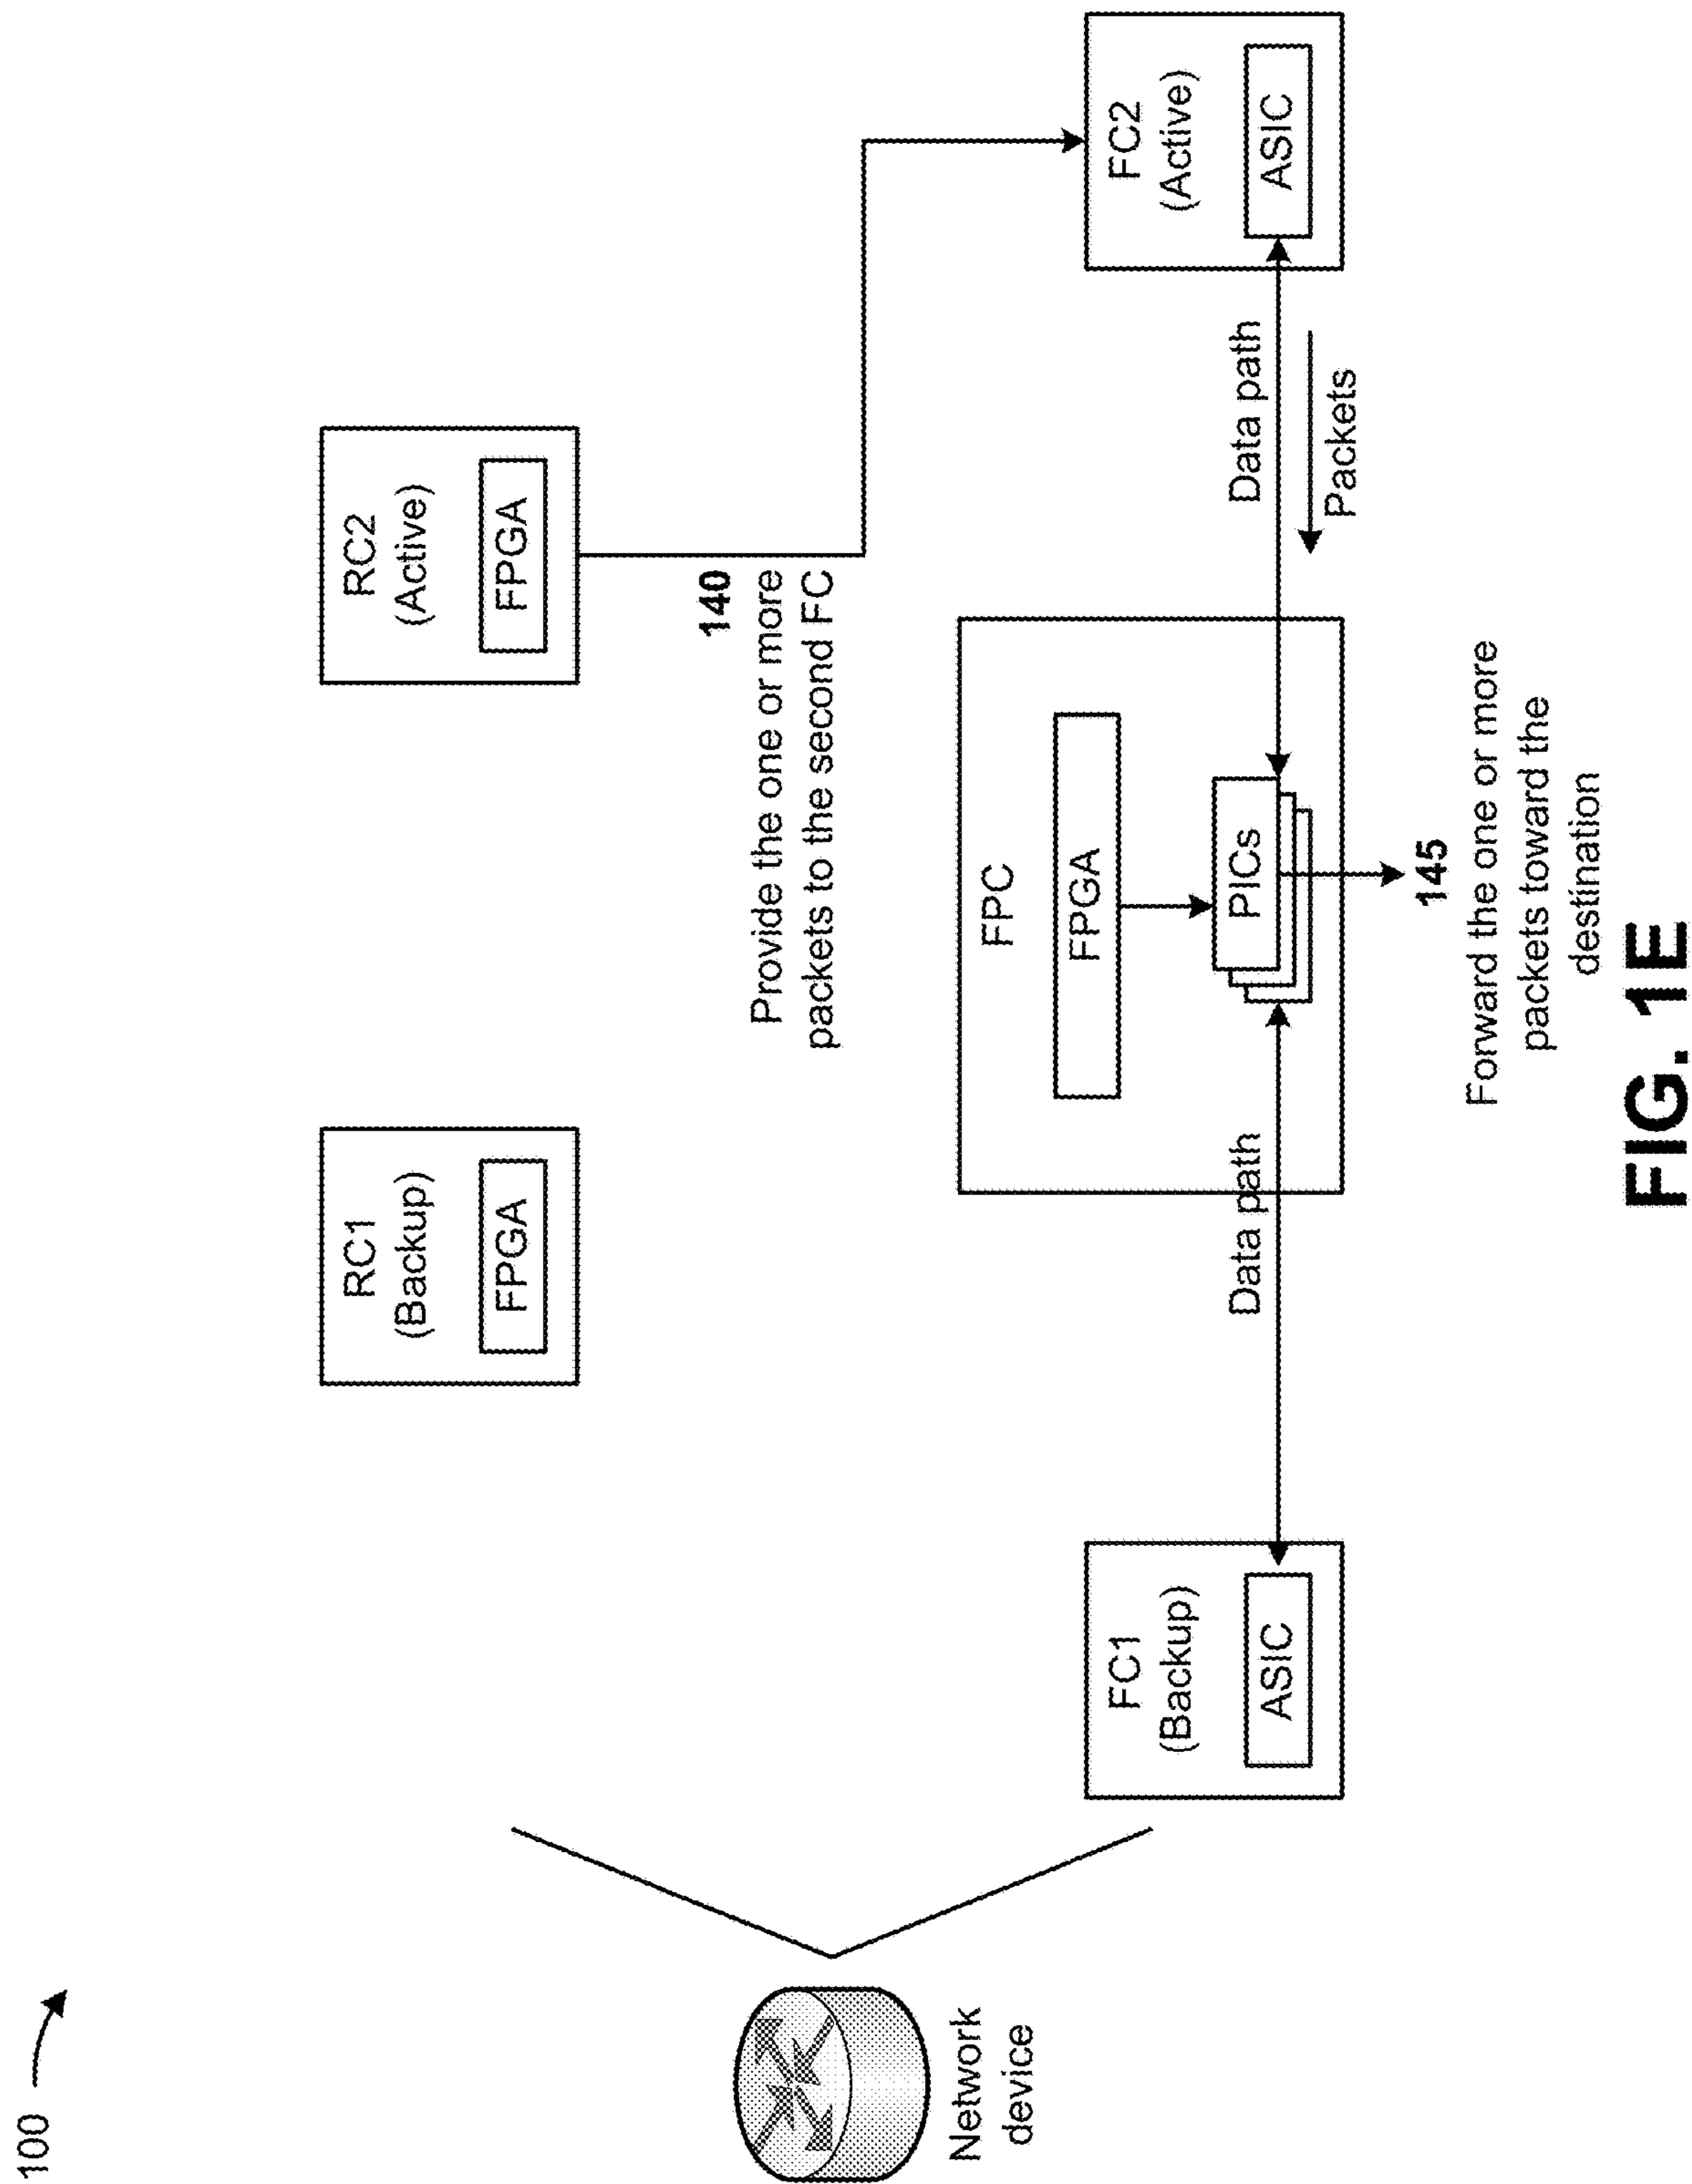 100
RC1
(Backup)
FPGA
RC2
(Active)
FPGA
140
Provide the one or more
packets to the second FC
Network
device
FPC
FPGA
PICs
FC1
(Backup)
ASIC
Data path
Data path
Packets
FC2
(Active)
ASIC
145
Forward the one or more
packets toward the
destination
FIG. 1E